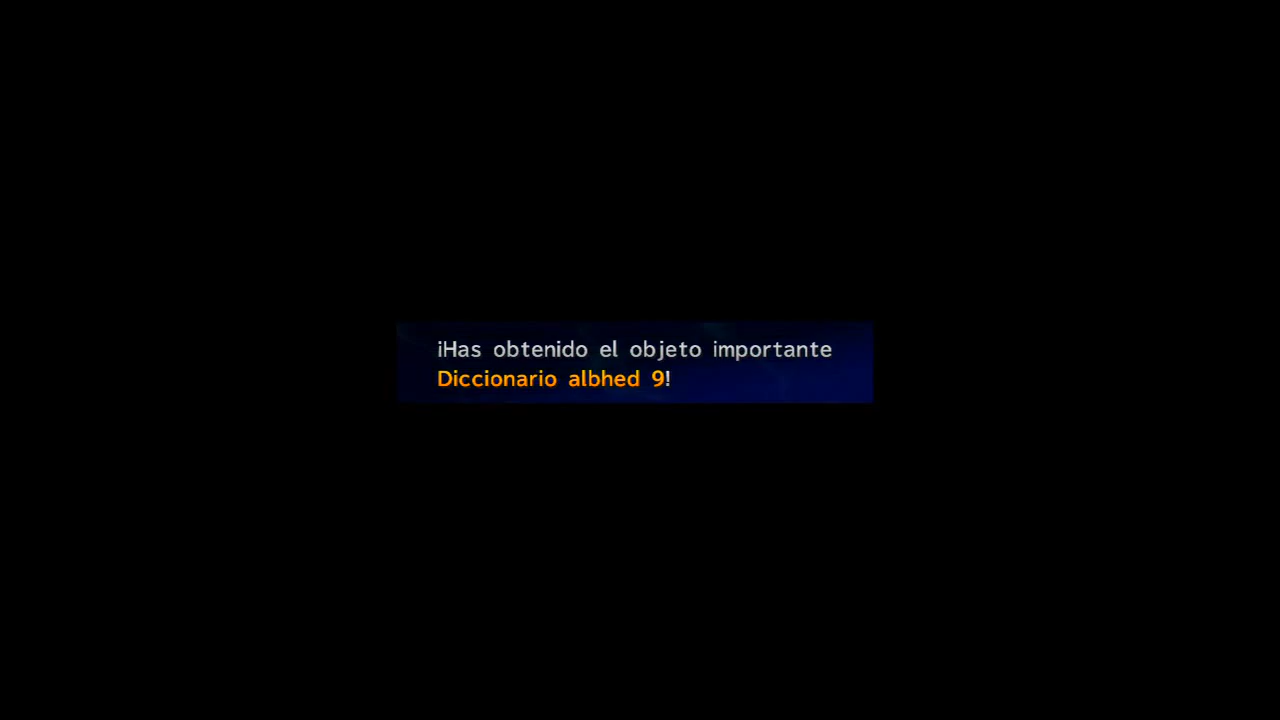 ¡Has obtenido el objeto importante
Diccionario albhed 9!